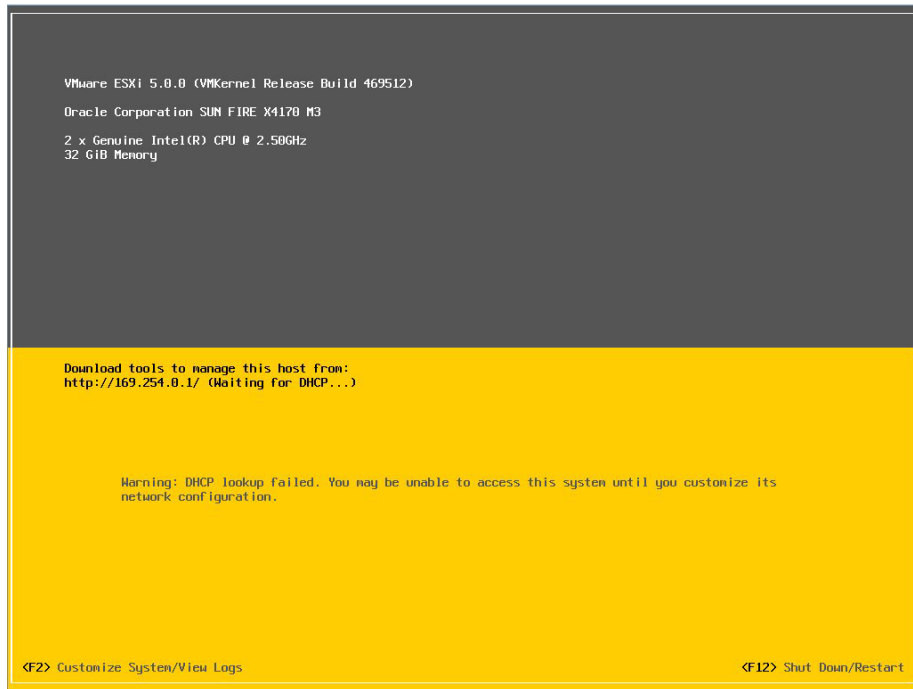 VMware ESXi 5.0.0 (VMKernel Release Build 469512)
Oracle Corporation SUN FIRE X4170 M3
2 x Genuine Intel(R) CPU @ 2.50GHz
32 GiB Memory
Download tools to manage this host from:
http://169.254.0.1/ (Waiting for DHCP...)
Warning: DHCP lookup failed. You may be unable to access this system until you customize its
network configuration.
<F2> Customize System/View Logs
<F12> Shut Down/Restart